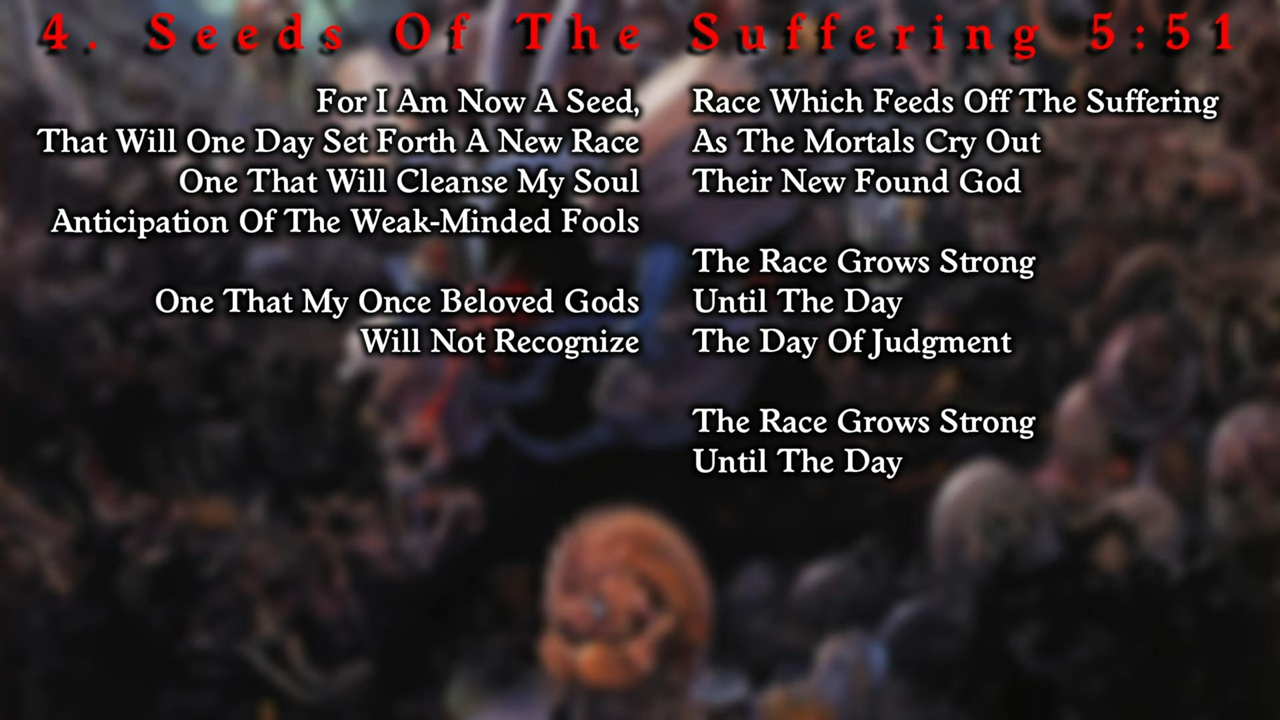 4. Seeds Of The Suffering 5:51
For I Am Now A Seed,
That Will One Day Set Forth A New Race
One That Will Cleanse My Soul
Anticipation Of The Weak-Minded Fools
One That My Once Beloved Gods
Will Not Recognize
Race Which Feeds Off The Suffering
As The Mortals Cry Out
Their New Found God
The Race Grows Strong
Until The Day
The Day Of Judgment
The Race Grows Strong
Until The Day